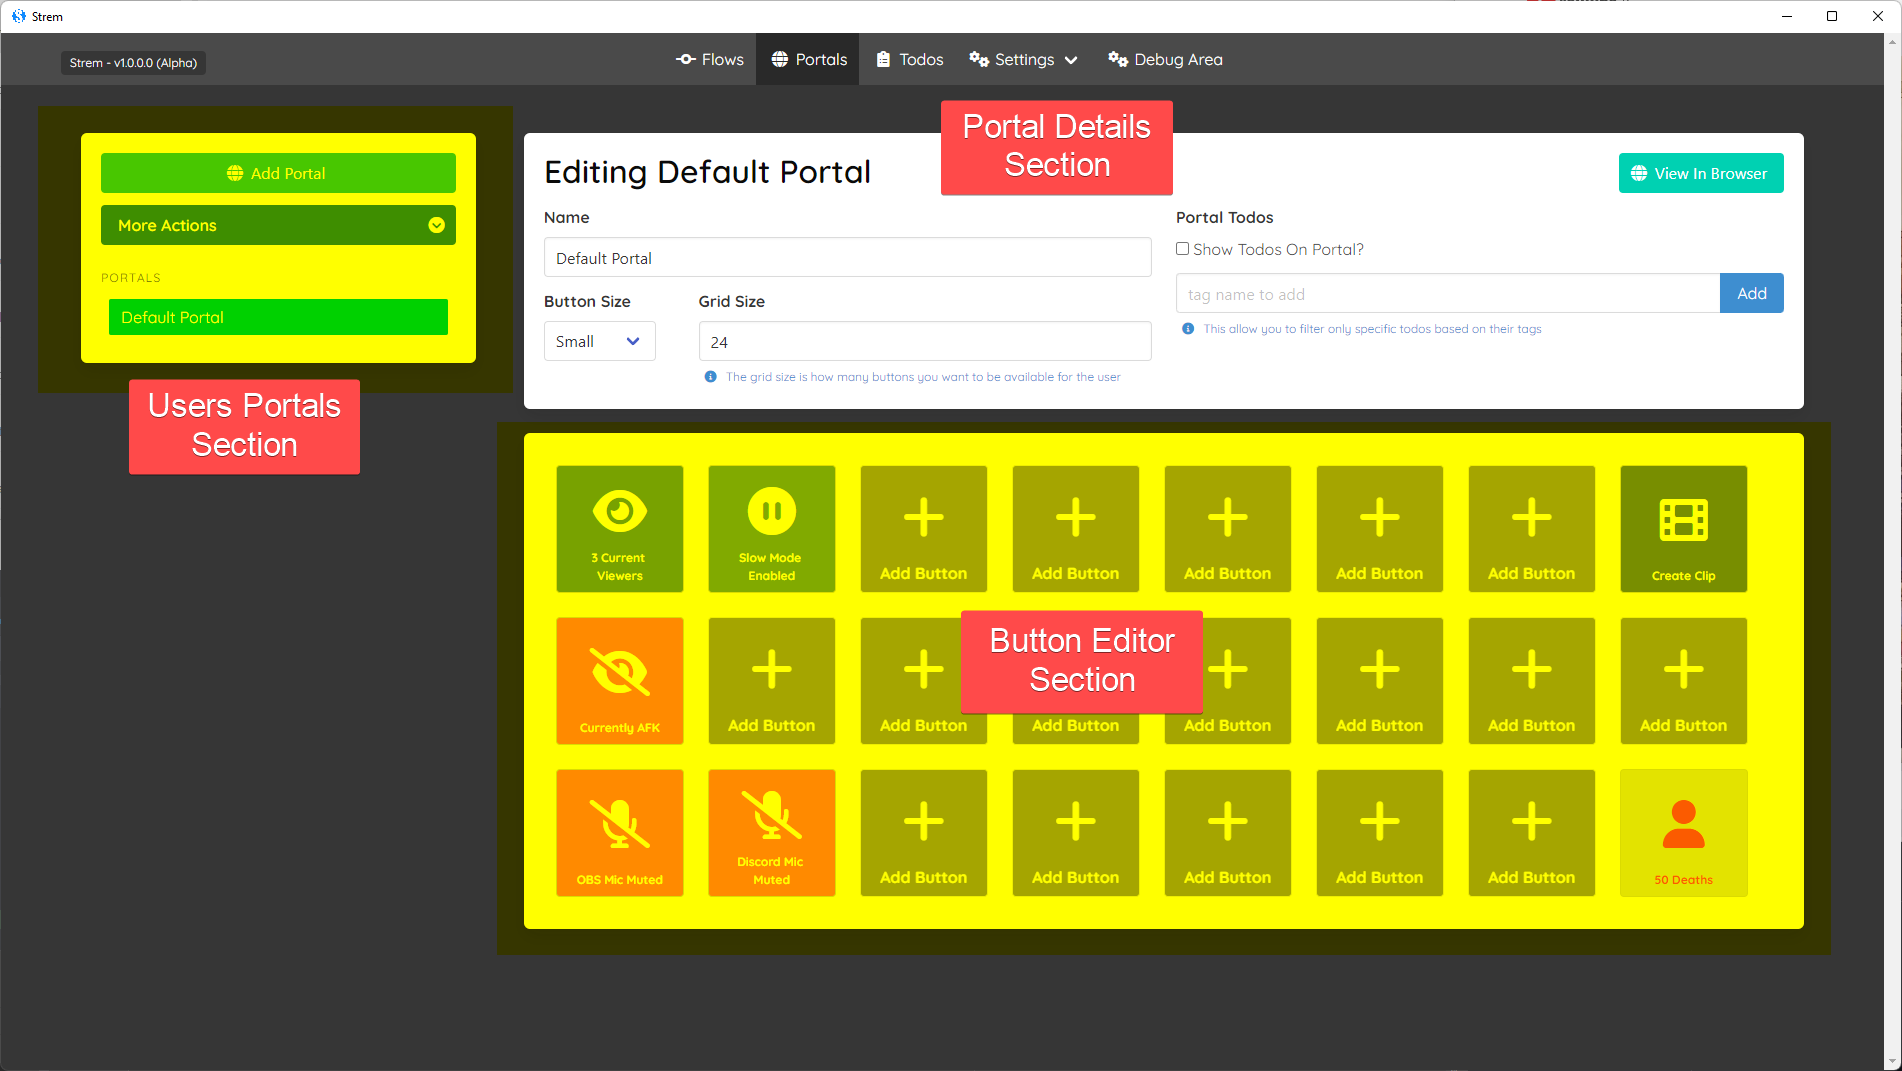 Strem
Strem - v1.0.0.0 (Alpha)
Flows
Portals
Todos
Settings
Debug Area
Add Portal
More Actions
PORTALS
Default Portal
Users Portals
Section
Portal Details
Section
Editing Default Portal
View In Browser
Name
Default Portal
Button Size
Grid Size
Small
24
The grid size is how many buttons you want to be available for the user
Portal Todos
Show Todos On Portal?
tag name to add
Add
This allow you to filter only specific todos based on their tags
3 Current
Viewers
Slow Mode
Enabled
Add Button
Add Button
Add Button
Add Button
Add Button
Create Clip
Button Editor
Section
Currently AFK
Add Button
Add Button
Add Button
Add Button
Add Button
Add Button
Add Button
OBS Mic Muted
Discord Mic
Muted
Add Button
Add Button
Add Button
Add Button
Add Button
50 Deaths